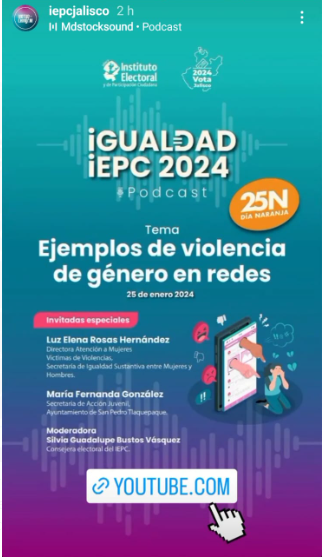 iepcjalisco 2 h
Mdstocksound • Podcast
Instituto
Electoral
y de Participación Ciudadana
2024
Vota
Jalisco
iGUALDAD
iEPC 2024
Podcast
25N
DÍA NARANJA
Tema
Ejemplos de violencia
de género en redes
25 de enero 2024
Invitadas especiales
Luz Elena Rosas Hernández
Directora Atención a Mujeres
Víctimas de Violencias,
Secretaria de Igualdad Sustantiva entre Mujeres y
Hombres.
María Fernanda González
Secretaria de Acción Juvenil,
Ayuntamiento de San Pedro Tlaquepaque.
Moderadora
Silvia Guadalupe Bustos Vásquez
Consejera electoral del IEPC.
YOUTUBE.COM